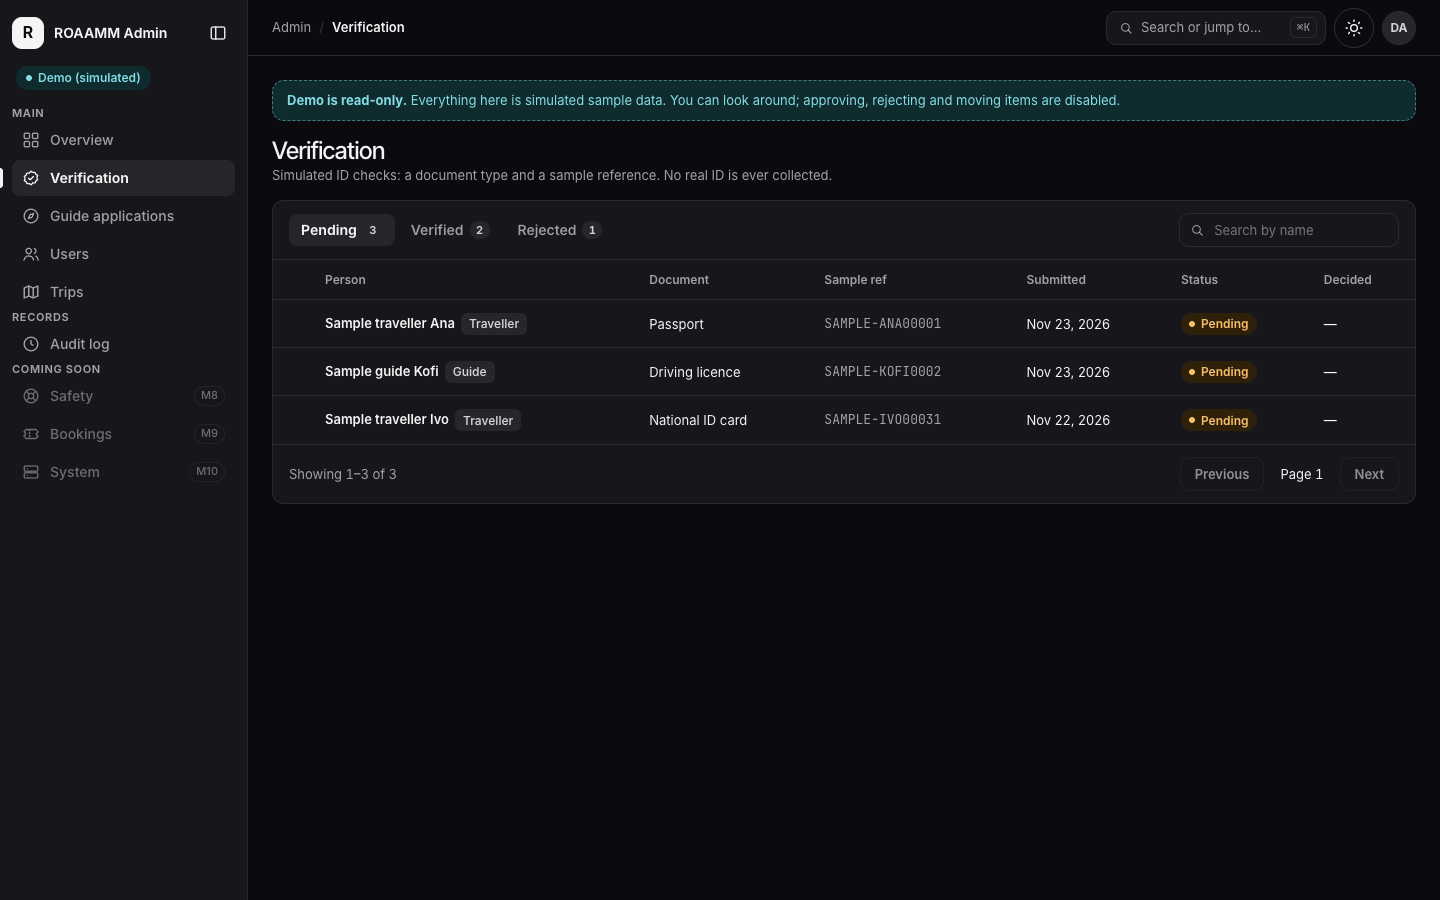 R ROAAMM Admin
Demo (simulated)
MAIN
Overview
Verification
Guide applications
Users
Trips
RECORDS
Audit log
COMING SOON
Safety M8
Bookings M9
System M10
Admin / Verification
Search or jump to... ⌘K
DA
Demo is read-only. Everything here is simulated sample data. You can look around; approving, rejecting and moving items are disabled.
Verification
Simulated ID checks: a document type and a sample reference. No real ID is ever collected.
Pending 3 Verified 2 Rejected 1
Search by name
Person Document Sample ref Submitted Status Decided
Sample traveller Ana Traveller Passport SAMPLE-ANA00001 Nov 23, 2026 Pending —
Sample guide Kofi Guide Driving licence SAMPLE-KOFI0002 Nov 23, 2026 Pending —
Sample traveller Ivo Traveller National ID card SAMPLE-IVO00031 Nov 22, 2026 Pending —
Showing 1–3 of 3
Previous Page 1 Next